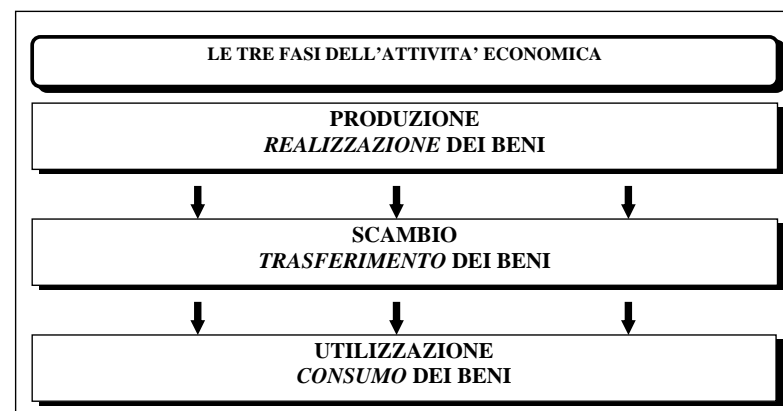 LE TRE FASI DELL’ATTIVITA’ ECONOMICA
PRODUZIONE
REALIZZAZIONE DEI BENI
SCAMBIO
TRASFERIMENTO DEI BENI
UTILIZZAZIONE
CONSUMO DEI BENI